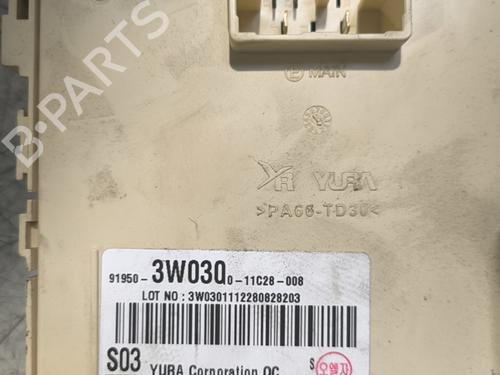 B-PARTS
E MAIN
YR YURA
>PA66-TD30<
91950-3W030 0-11C28-008
LOT NO : 3W0301112280828203
S03 YURA Corporation QC
S